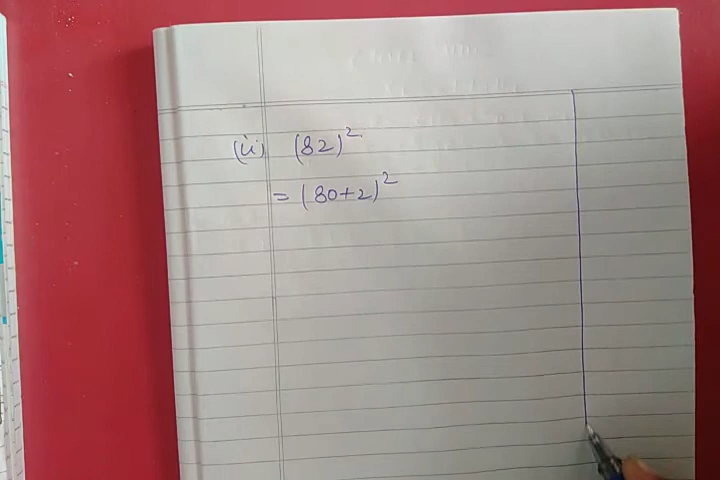 (ii) (82)²
= (80+2)²